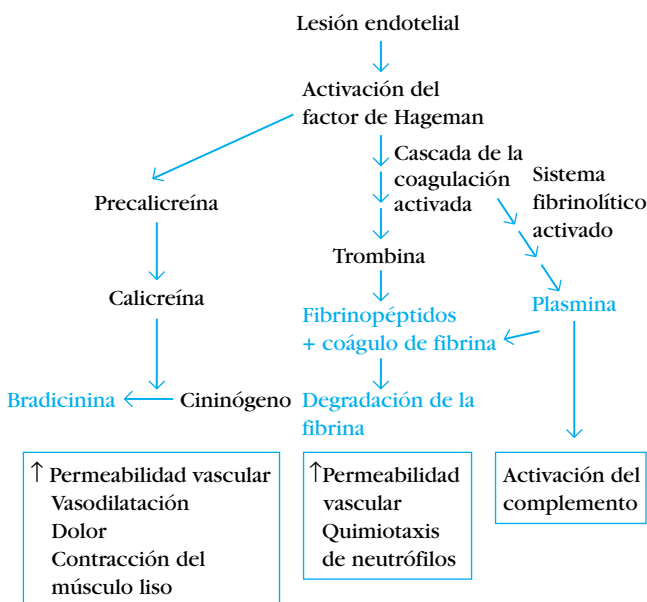 Lesión endotelial
Activación del
factor de Hageman
Cascada de la
coagulación
activada
Sistema
fibrinolítico
activado
Precalicreína
Trombina
Calicreína
Fibrinopéptidos
+ coágulo de fibrina
Plasmina
Bradicinina
Cininógeno
Degradación de la
fibrina
↑ Permeabilidad vascular
Vasodilatación
Dolor
Contracción del
músculo liso
↑Permeabilidad
vascular
Quimiotaxis
de neutrófilos
Activación del
complemento